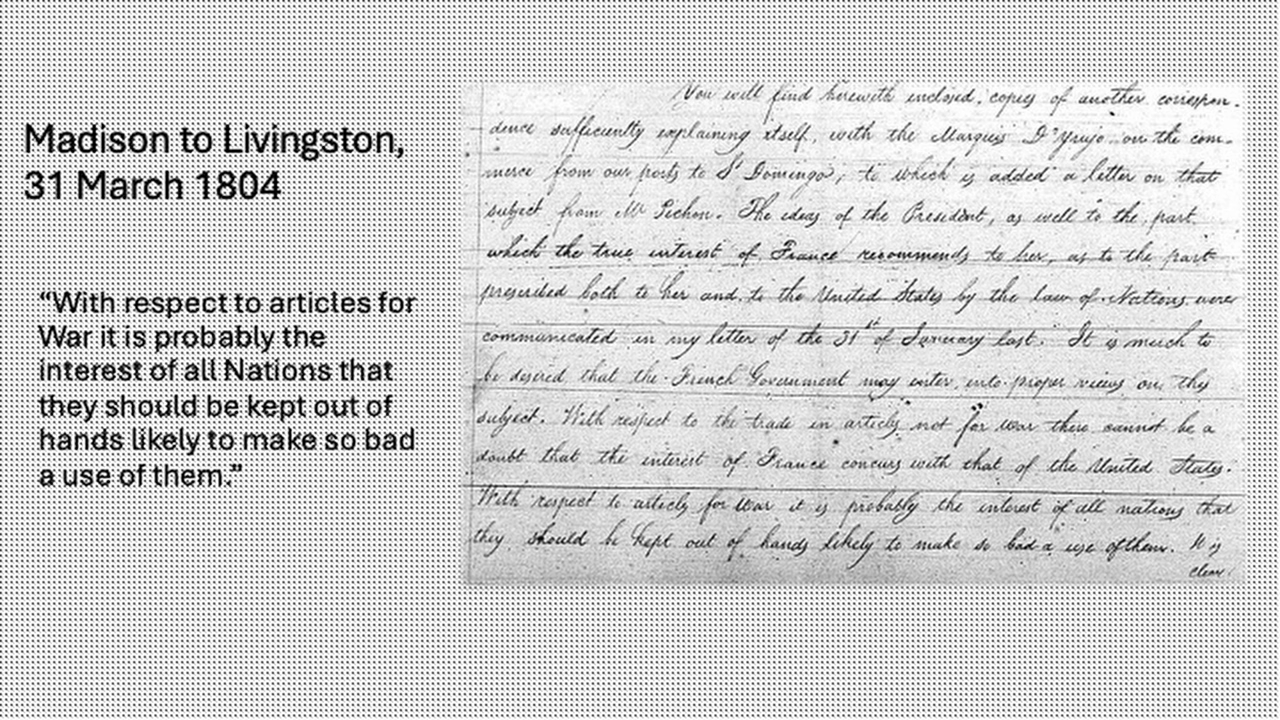 Madison to Livingston,
31 March 1804
“With respect to articles for
War it is probably the
interest of all Nations that
they should be kept out of
hands likely to make so bad
a use of them.”
You will find herewith enclosed, copies of another correspon-
dence sufficiently explaining itself, with the Marquis D'Yrujo on the com-
merce from our ports to St Domingo, to which is added a letter on that
subject from Mr Pichon. The ideas of the President, as well to the part
which the true interest of France recommends to her, as to the part
prescribed both to her and to the United States by the law of Nations were
communicated in my letter of the 31st of January last. It is much to
be desired that the French Government may enter into proper views on this
subject. With respect to the trade in articles not for war there cannot be a
doubt that the interest of France concurs with that of the United States.
With respect to articles for war it is probably the interest of all nations that
they should be kept out of hands likely to make so bad a use of them. It is
clear